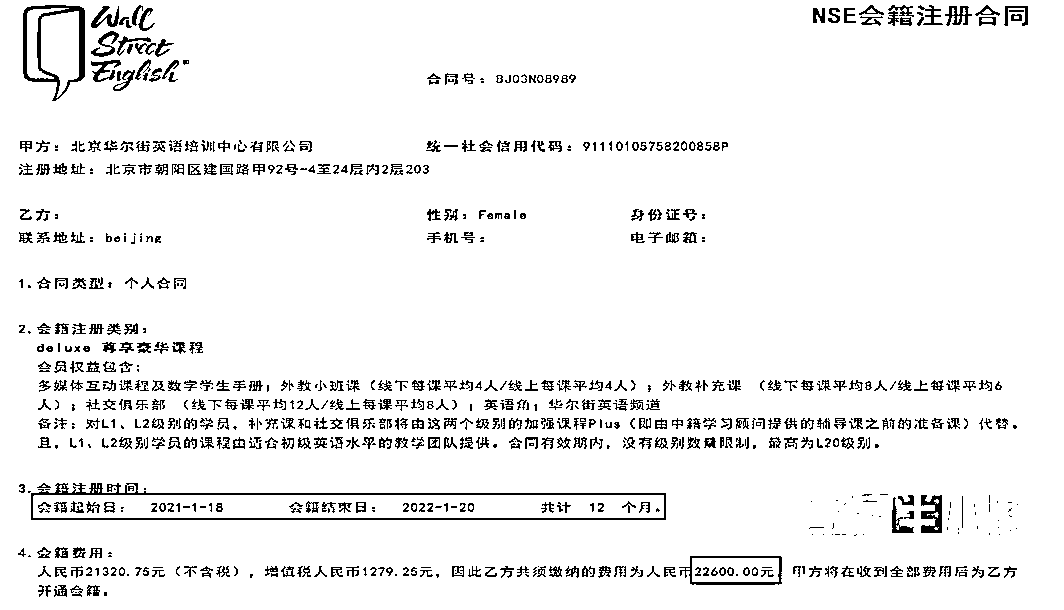 Wall
Street
English
NSE会籍注册合同
合同号：BJ03N08989
甲方：北京华尔街英语培训中心有限公司 统一社会信用代码：91110105758200858P
注册地址：北京市朝阳区建国路甲92号-4至24层内2层203
乙方： 性别：Female 身份证号：
联系地址：beijing 手机号： 电子邮箱：
1.合同类型：个人合同
2.会籍注册类别：
deluxe 尊享豪华课程
会员权益包含：
多媒体互动课程及数字学生手册；外教小班课（线下每课平均4人/线上每课平均4人）；外教补充课 （线下每课平均8人/线上每课平均6
人）；社交俱乐部 （线下每课平均12人/线上每课平均8人）；英语角；华尔街英语频道
备注：对L1、L2级别的学员，补充课和社交俱乐部将由这两个级别的加强课程Plus（即由中籍学习顾问提供的辅导课之前的准备课）代替。
且，L1、L2级别学员的课程由适合初级英语水平的教学团队提供。合同有效期内，没有级别数量限制，最高为L20级别。
3.会籍注册时间：
会籍起始日： 2021-1-18 会籍结束日： 2022-1-20 共计 12 个月。
4.会籍费用：
人民币21320.75元（不含税），增值税人民币1279.25元，因此乙方共须缴纳的费用为人民币22600.00元，甲方将在收到全部费用后为乙方
开通会籍。